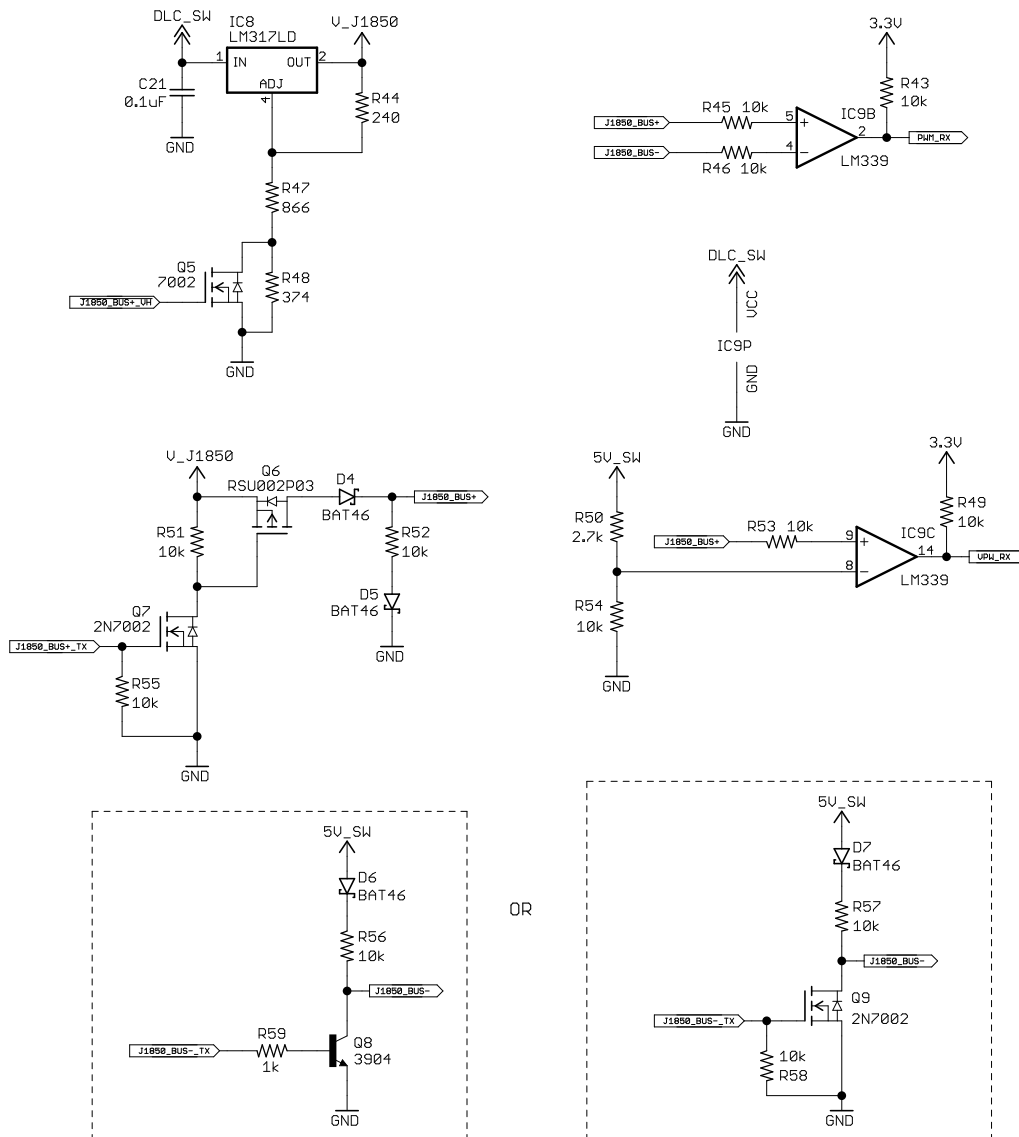 DLC_SW
IC8
LM317LD
V_J1850
1
IN
OUT
2
ADJ
4
C21
0.1uF
GND
R44
240
R47
866
Q5
7002
R48
374
J1850_BUS+_VH
GND
3.3V
R43
10k
R45 10k
J1850_BUS+
5
+
IC9B
2
PWM_RX
J1850_BUS-
4
-
R46 10k
LM339
DLC_SW
VCC
IC9P
GND
GND
V_J1850
Q6
RSU002P03
D4
BAT46
J1850_BUS+
R51
10k
R52
10k
D5
BAT46
GND
Q7
2N7002
J1850_BUS+_TX
R55
10k
GND
5V_SW
3.3V
R50
2.7k
R49
10k
R53 10k
J1850_BUS+
9
+
IC9C
14
VPW_RX
8
-
LM339
R54
10k
GND
5V_SW
D6
BAT46
R56
10k
J1850_BUS-
R59
1k
J1850_BUS-_TX
Q8
3904
GND
OR
5V_SW
D7
BAT46
R57
10k
J1850_BUS-
Q9
2N7002
J1850_BUS-_TX
10k
R58
GND